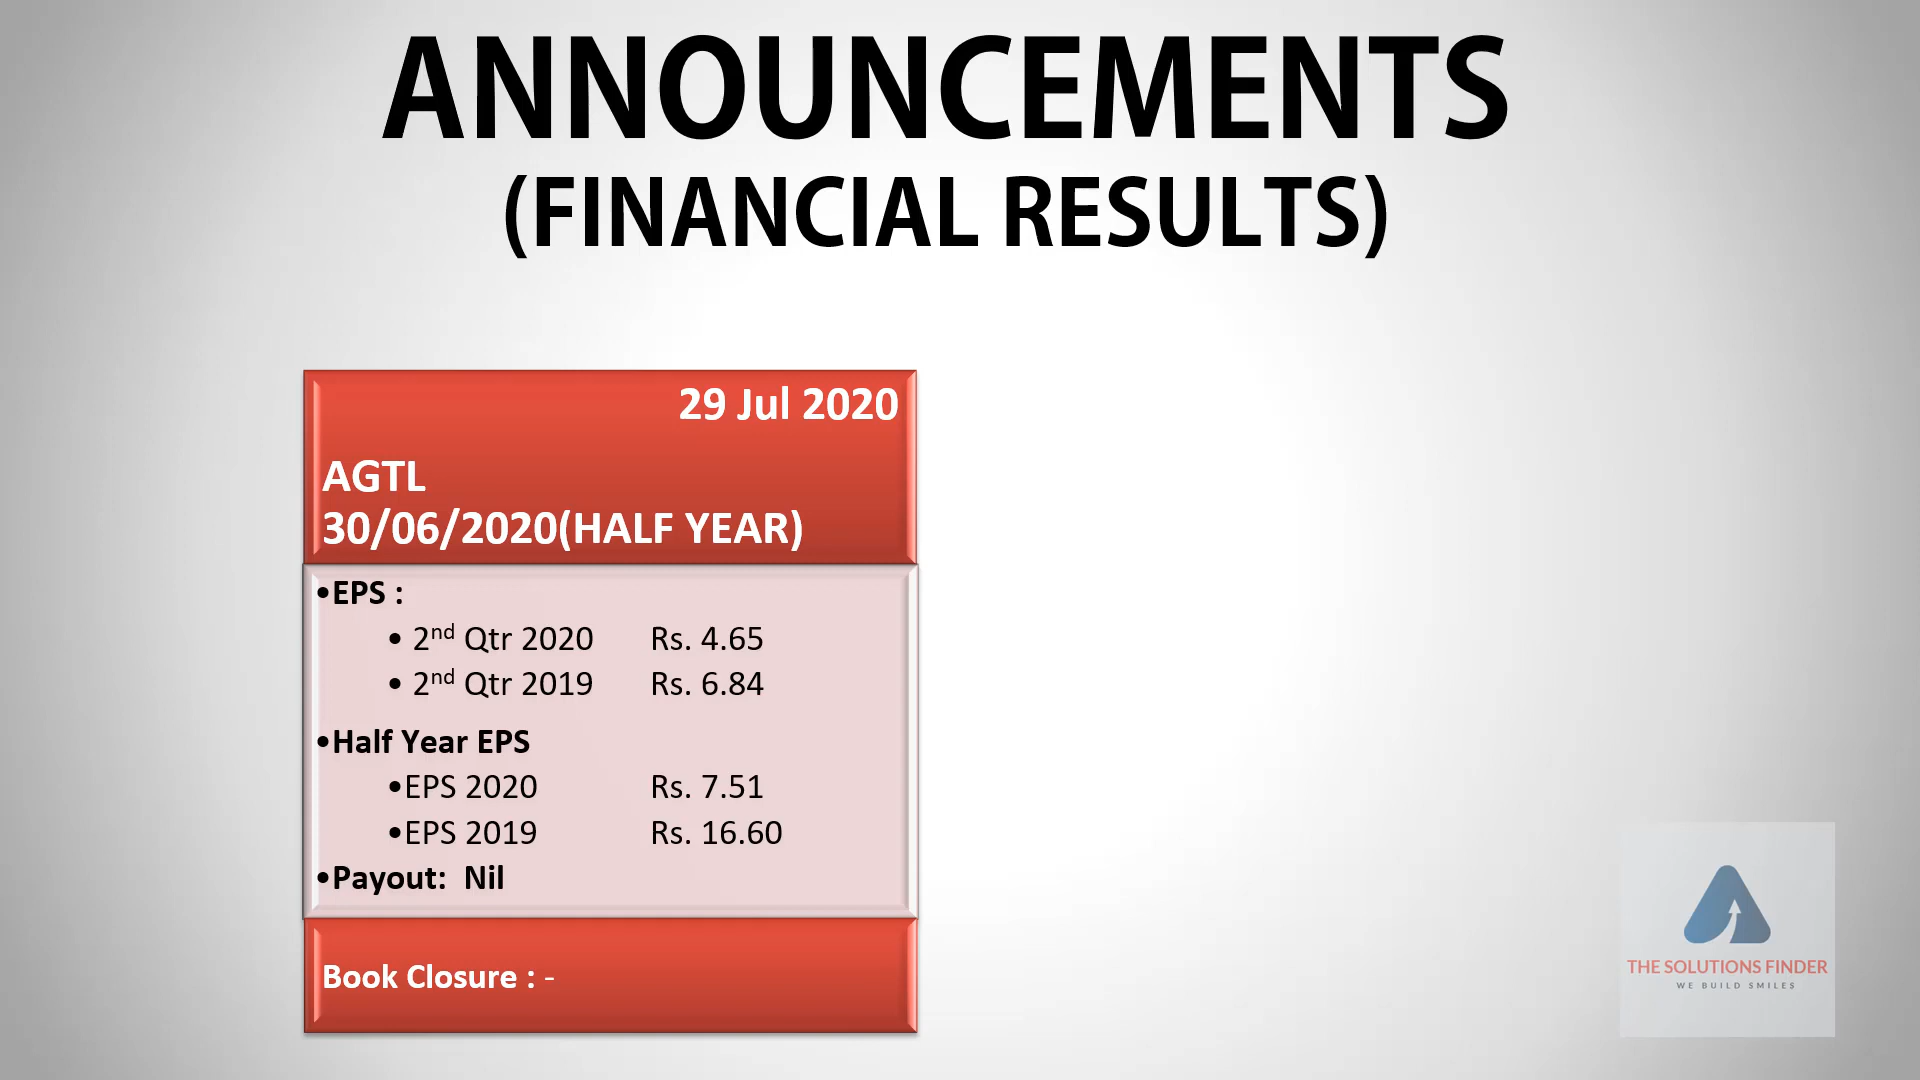 ANNOUNCEMENTS
(FINANCIAL RESULTS)
29 Jul 2020
AGTL
30/06/2020(HALF YEAR)
•EPS :
• 2nd Qtr 2020 Rs. 4.65
• 2nd Qtr 2019 Rs. 6.84
•Half Year EPS
•EPS 2020 Rs. 7.51
•EPS 2019 Rs. 16.60
•Payout: Nil
Book Closure : -
THE SOLUTIONS FINDER
WE BUILD SMILES